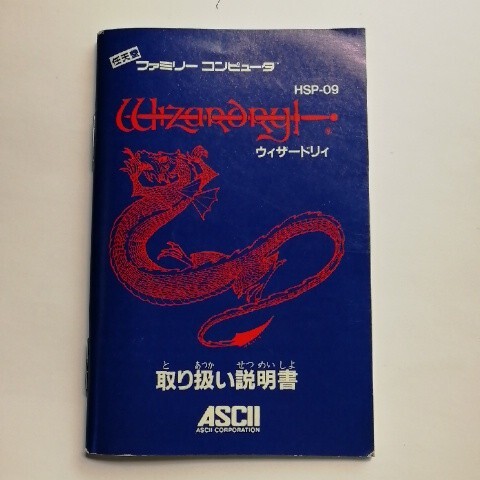 任天堂 ファミリー コンピュータ
HSP-09
Wizardry
ウィザードリィ
と あつか せつ めい しよ
取り扱い説明書
ASCII
ASCII CORPORATION